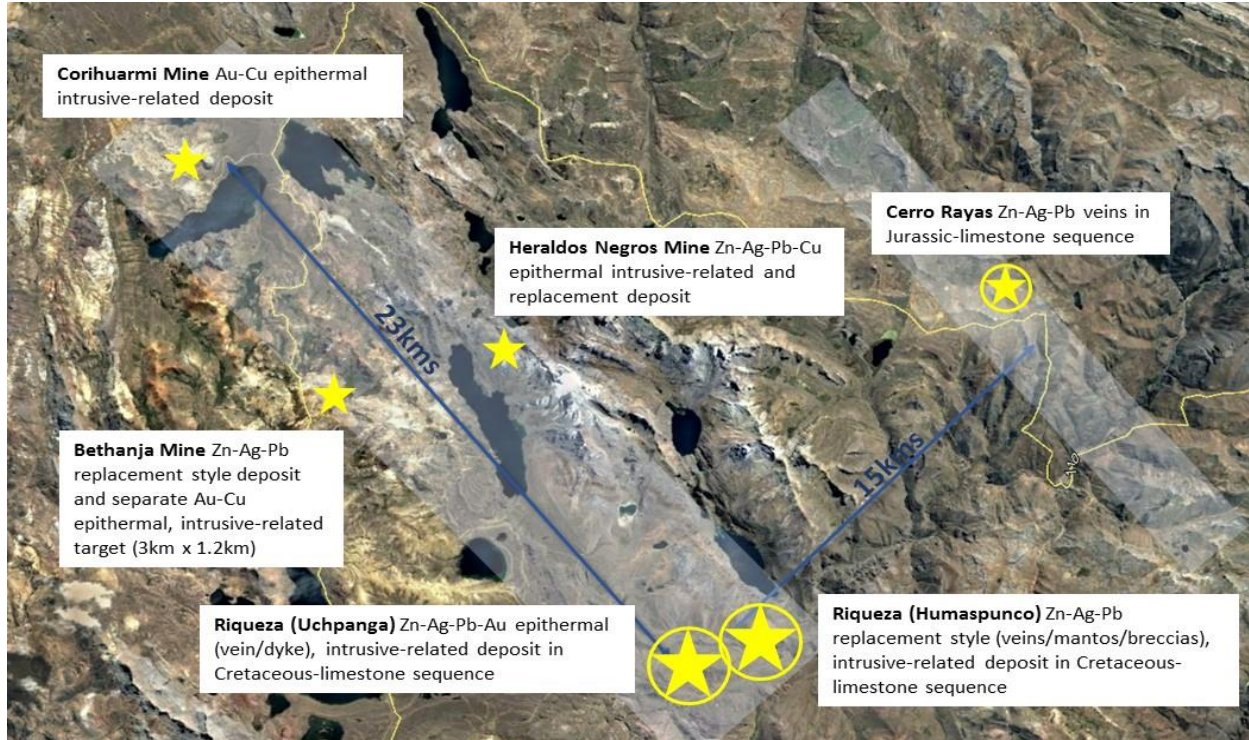 Corihuarmi Mine Au-Cu epithermal
intrusive-related deposit
Cerro Rayas Zn-Ag-Pb veins in
Jurassic-limestone sequence
Heraldos Negros Mine Zn-Ag-Pb-Cu
epithermal intrusive-related and
replacement deposit
23kms
15kms
Bethanja Mine Zn-Ag-Pb
replacement style deposit
and separate Au-Cu
epithermal, intrusive-related
target (3km x 1.2km)
Riqueza (Uchpanga) Zn-Ag-Pb-Au epithermal
(vein/dyke), intrusive-related deposit in
Cretaceous-limestone sequence
Riqueza (Humaspunco) Zn-Ag-Pb
replacement style (veins/mantos/breccias),
intrusive-related deposit in Cretaceous-
limestone sequence